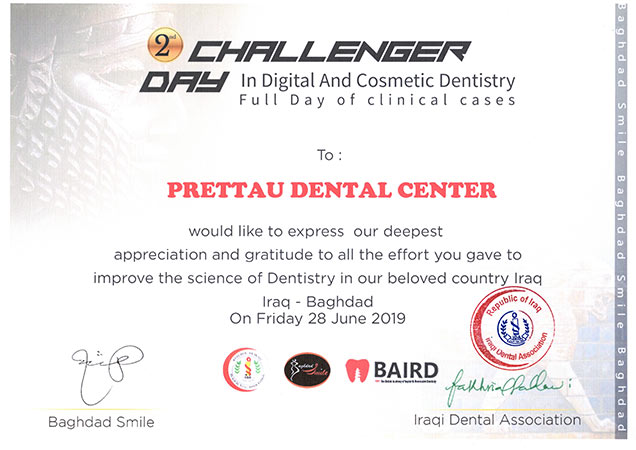 2nd CHALLENGER
DAY In Digital And Cosmetic Dentistry
Full Day of clinical cases
To :
PRETTAU DENTAL CENTER
would like to express our deepest
appreciation and gratitude to all the effort you gave to
improve the science of Dentistry in our beloved country Iraq
Iraq - Baghdad
On Friday 28 June 2019
Republic of Iraq
Iraqi Dental Association
Baghdad Smile
BAIRD
Baghdad Smile
Iraqi Dental Association
Baghdad Smile Baghdad Smile Baghdad